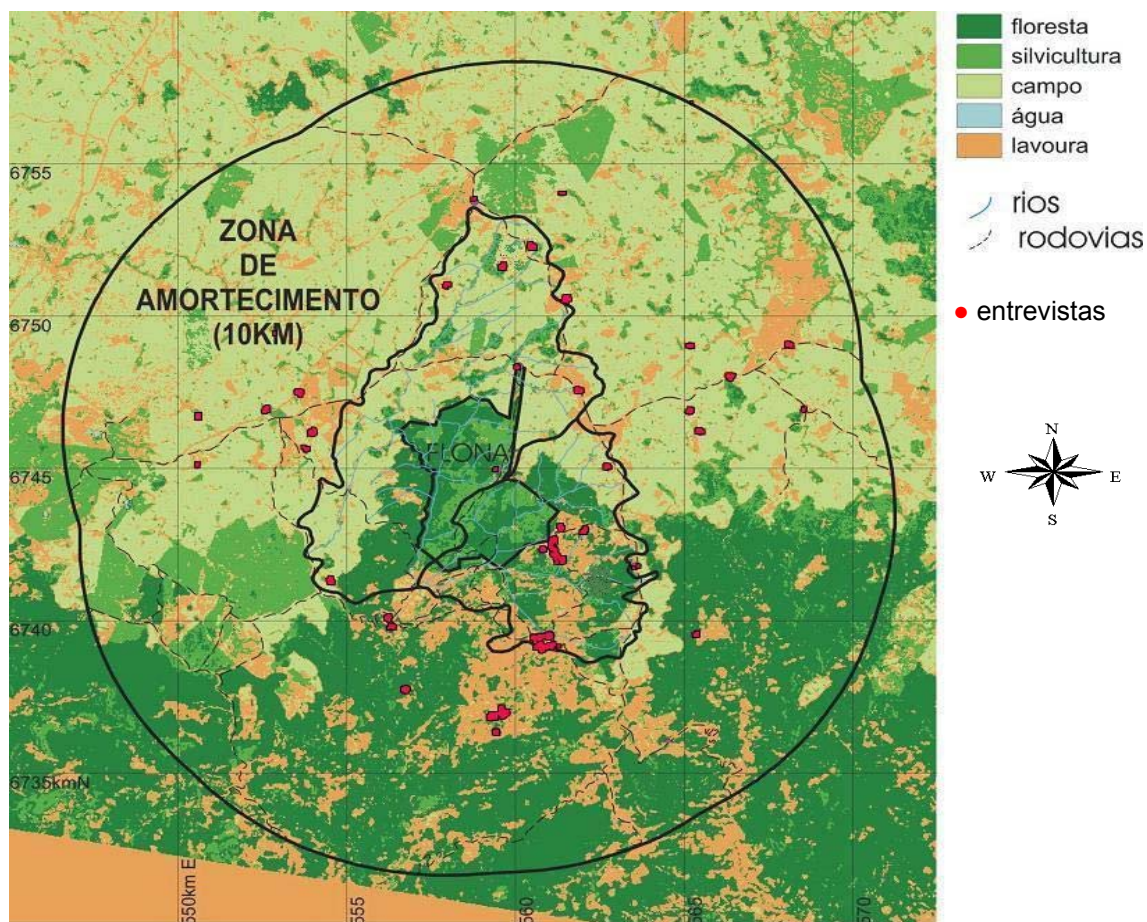 floresta
silvicultura
campo
água
lavoura
rios
rodovias
entrevistas
N
W
E
S
6755
6750
6745
6740
6735kmN
ZONA
DE
AMORTECIMENTO
(10KM)
FLONA
555
560
565
570